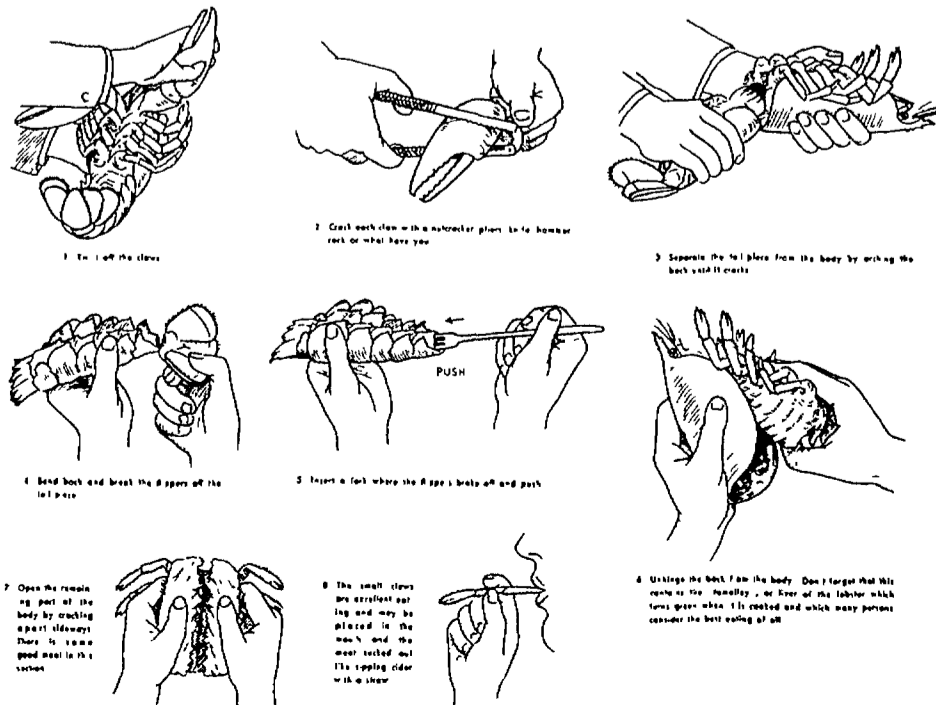 1 Twist off the claws
2 Crack each claw with a nutcracker pliers knife hammer
rock or what have you
3 Separate the tail piece from the body by arching the
back until it cracks
4 Bend back and break the flippers off the
tail piece
PUSH
5 Insert a fork where the flippers broke off and push
6 Unhinge the back from the body Don't forget that this
contains the tomalley, or liver of the lobster which
turns green when it is cooked and which many persons
consider the best eating of all
7 Open the remain
ing part of the
body by cracking
apart sideways
There is some
good meat in this
section
8 The small claws
are excellent eat
ing and may be
placed in the
mouth and the
meat sucked out
like sipping cider
with a straw